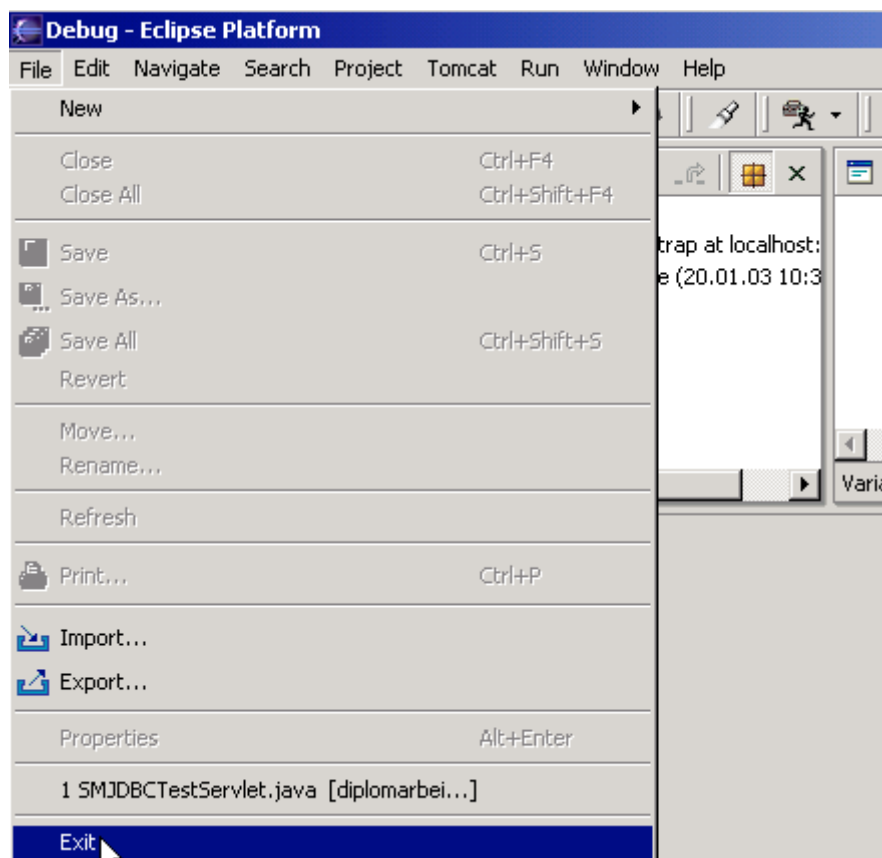 Debug - Eclipse Platform
File Edit Navigate Search Project Tomcat Run Window Help
New
Close Ctrl+F4
Close All Ctrl+Shift+F4
Save Ctrl+S
Save As...
Save All Ctrl+Shift+S
Revert
Move...
Rename...
Refresh
Print... Ctrl+P
Import...
Export...
Properties Alt+Enter
1 SMJDBCTestServlet.java [diplomarbei...]
Exit
trap at localhost:
e (20.01.03 10:3
Varia